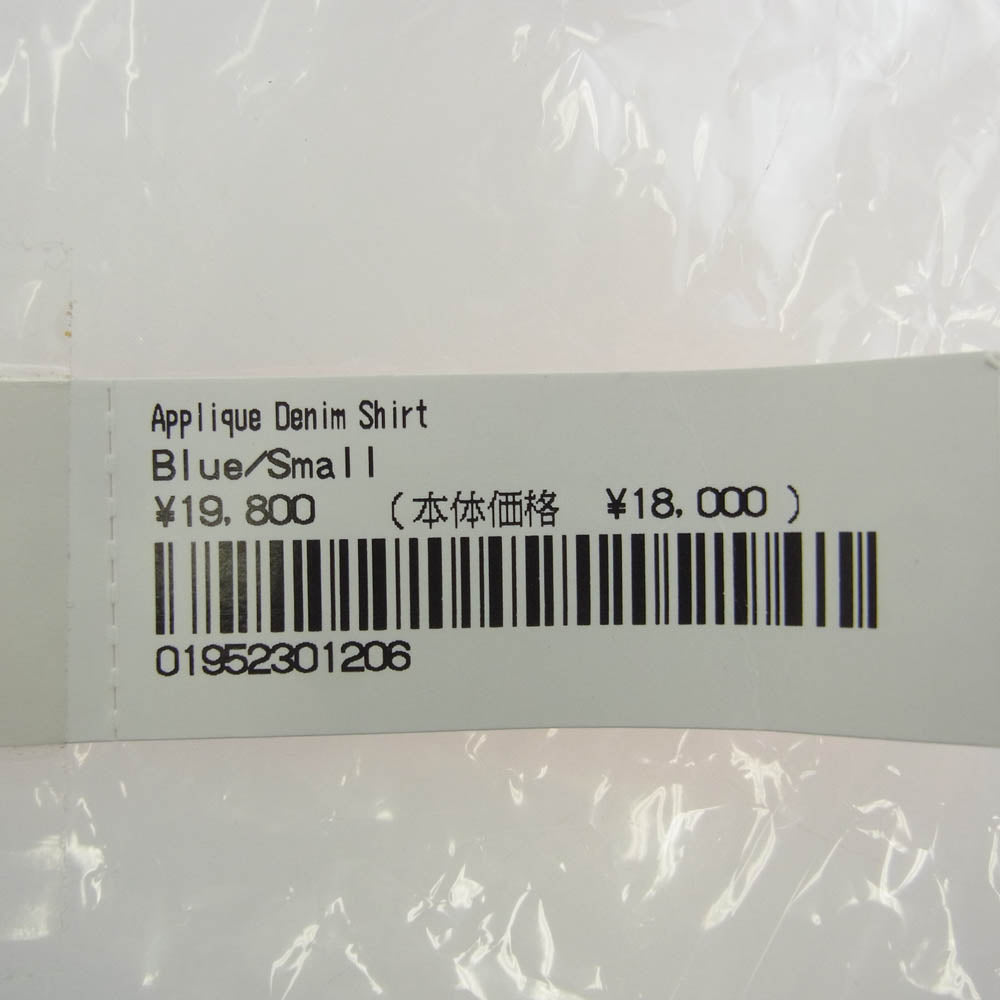 Applique Denim Shirt
Blue/Small
¥19,800 (本体価格 ¥18,000)
01952301206